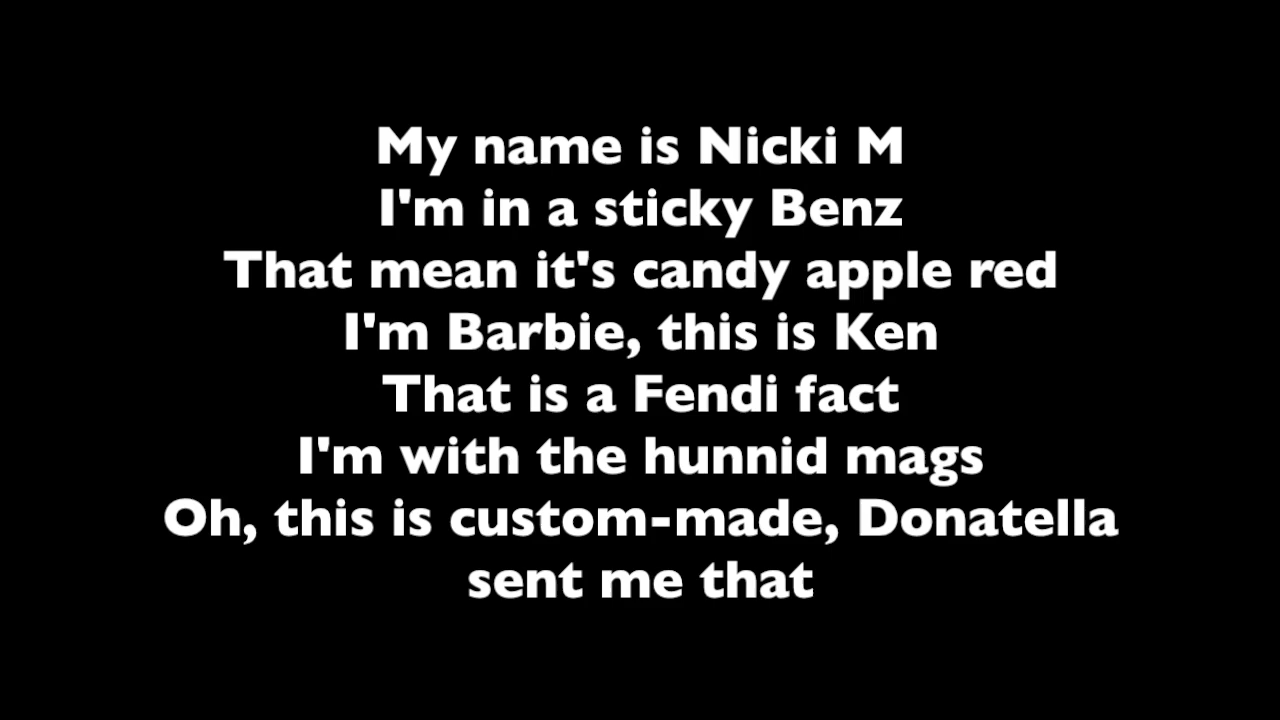 My name is Nicki M
I'm in a sticky Benz
That mean it's candy apple red
I'm Barbie, this is Ken
That is a Fendi fact
I'm with the hunnid mags
Oh, this is custom-made, Donatella
sent me that